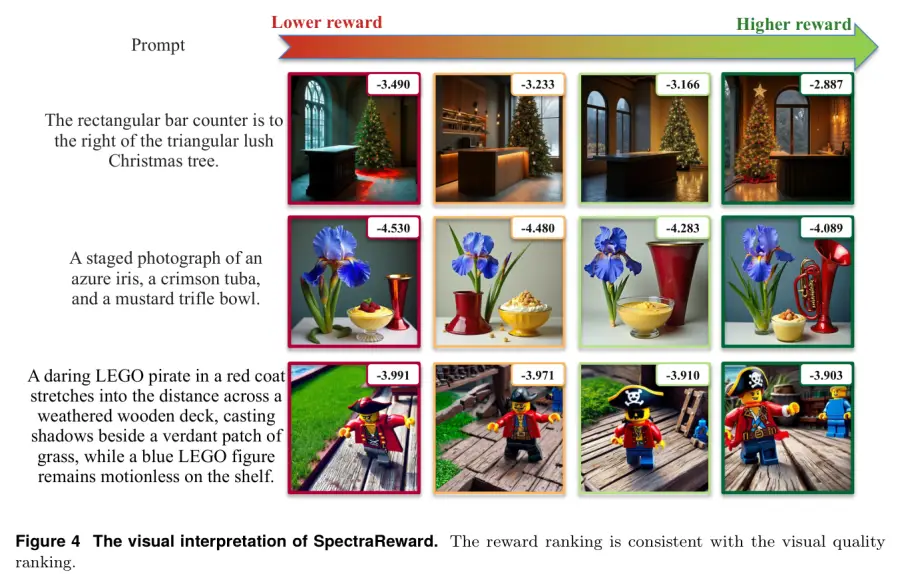 Lower reward
Higher reward
Prompt
-3.490
-3.233
-3.166
-2.887
The rectangular bar counter is to
the right of the triangular lush
Christmas tree.
-4.530
-4.480
-4.283
-4.089
A staged photograph of an
azure iris, a crimson tuba,
and a mustard trifle bowl.
-3.991
-3.971
-3.910
-3.903
A daring LEGO pirate in a red coat
stretches into the distance across a
weathered wooden deck, casting
shadows beside a verdant patch of
grass, while a blue LEGO figure
remains motionless on the shelf.
Figure 4 The visual interpretation of SpectraReward. The reward ranking is consistent with the visual quality
ranking.